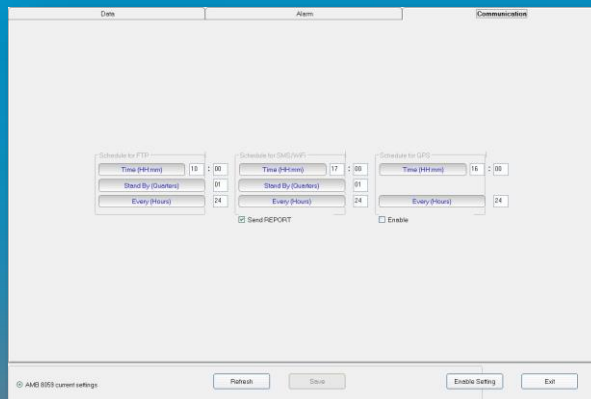 Data Alarm Communication
Schedule for FTP Schedule for SMS/WiFi Schedule for GPS
Time (HH:mm) 10 : 00 Time (HH:mm) 17 : 00 Time (HH:mm) 16 : 00
Stand By (Quarters) 01 Stand By (Quarters) 01
Every (Hours) 24 Every (Hours) 24 Every (Hours) 24
Send REPORT Enable
AMB 8059 current settings Refresh Save Enable Setting Exit